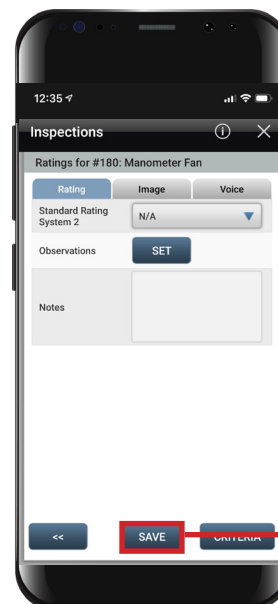 12:35
Inspections
Ratings for #180: Manometer Fan
Rating Image Voice
Standard Rating
System 2
N/A
Observations SET
Notes
<< SAVE CRITERIA